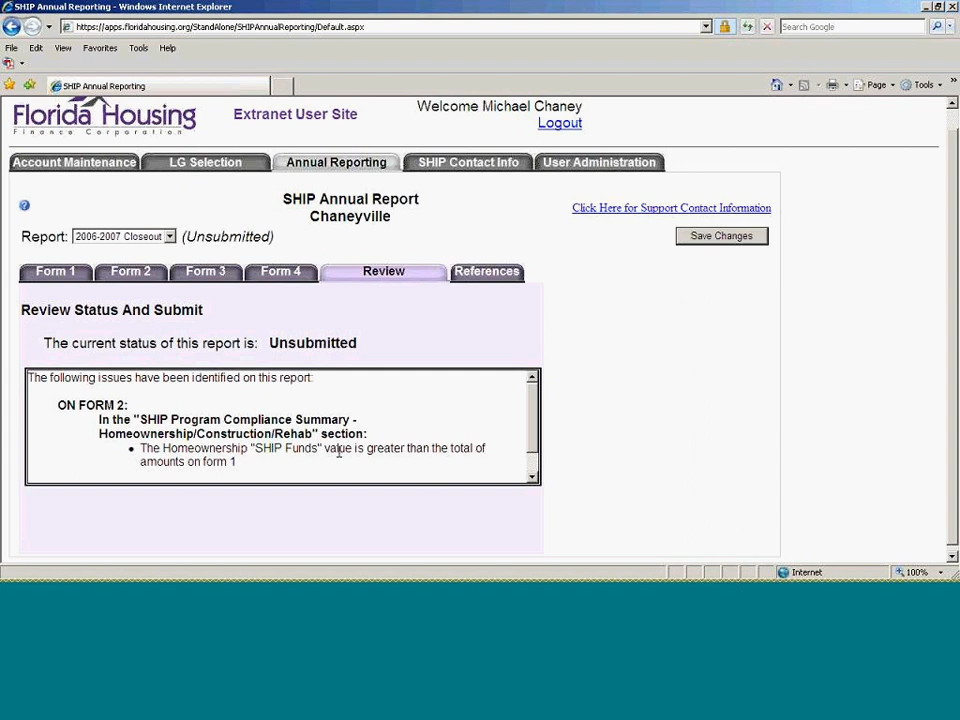 SHIP Annual Reporting - Windows Internet Explorer
https://apps.floridahousing.org/StandAlone/SHIPAnnualReporting/Default.aspx
Search Google
File Edit View Favorites Tools Help
SHIP Annual Reporting
Page Tools
Florida Housing
Finance Corporation
Extranet User Site
Welcome Michael Chaney
Logout
Account Maintenance LG Selection Annual Reporting SHIP Contact Info User Administration
SHIP Annual Report
Chaneyville
Click Here for Support Contact Information
Report: 2006-2007 Closeout (Unsubmitted)
Save Changes
Form 1 Form 2 Form 3 Form 4 Review References
Review Status And Submit
The current status of this report is: Unsubmitted
The following issues have been identified on this report:
ON FORM 2:
In the "SHIP Program Compliance Summary -
Homeownership/Construction/Rehab" section:
• The Homeownership "SHIP Funds" value is greater than the total of
amounts on form 1
Internet
100%